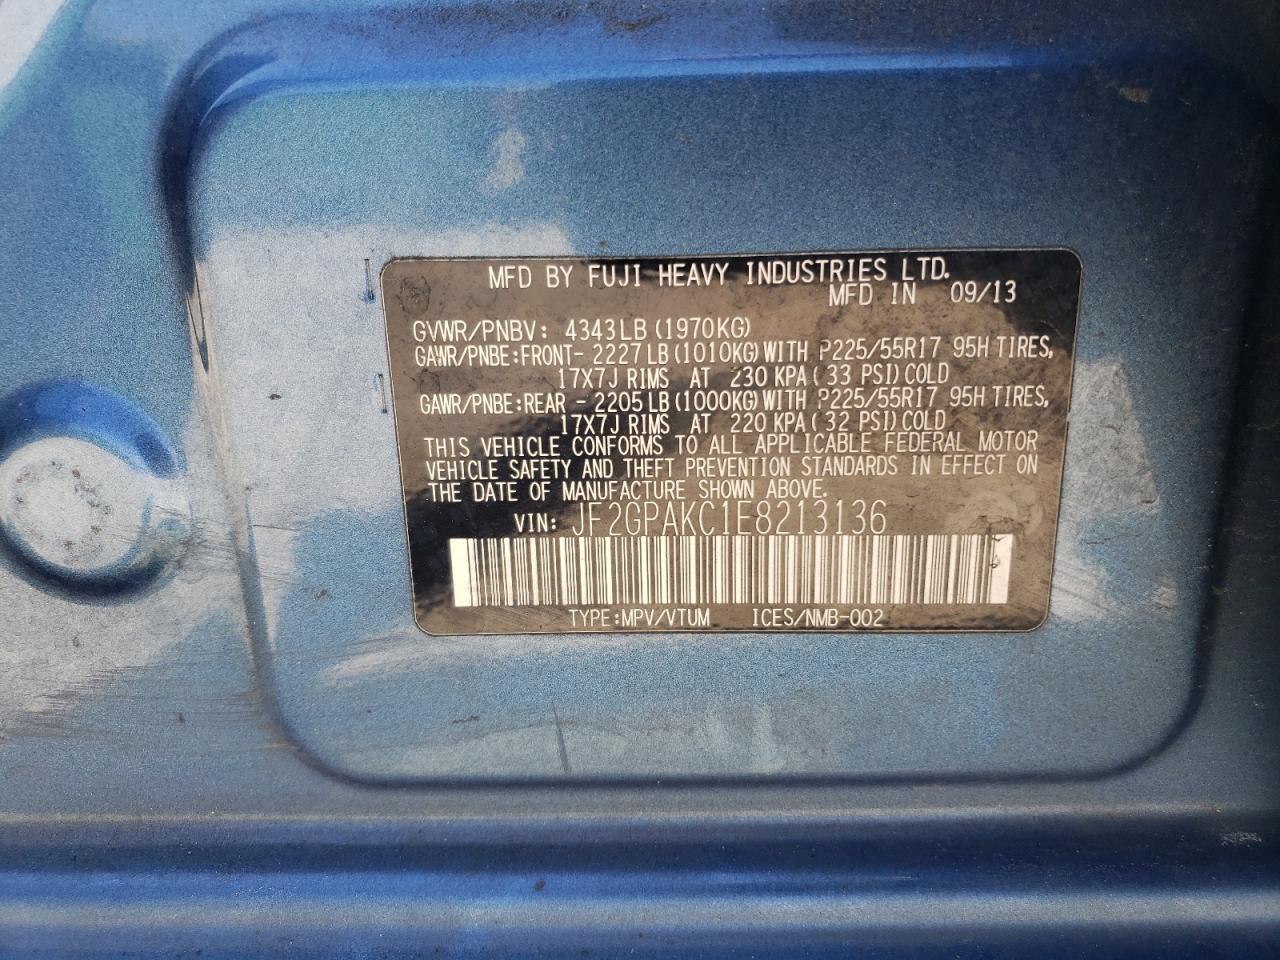 MFD BY FUJI HEAVY INDUSTRIES LTD.
MFD IN 09/13
GVWR/PNBV: 4343LB (1970KG)
GAWR/PNBE:FRONT- 2227LB (1010KG) WITH P225/55R17 95H TIRES,
17X7J RIMS AT 230 KPA (33 PSI) COLD
GAWR/PNBE:REAR - 2205LB (1000KG) WITH P225/55R17 95H TIRES,
17X7J RIMS AT 220 KPA (32 PSI) COLD
THIS VEHICLE CONFORMS TO ALL APPLICABLE FEDERAL MOTOR
VEHICLE SAFETY AND THEFT PREVENTION STANDARDS IN EFFECT ON
THE DATE OF MANUFACTURE SHOWN ABOVE.
VIN: JF2GPAKC1E8213136
TYPE:MPV/VTUM ICES/NMB-002